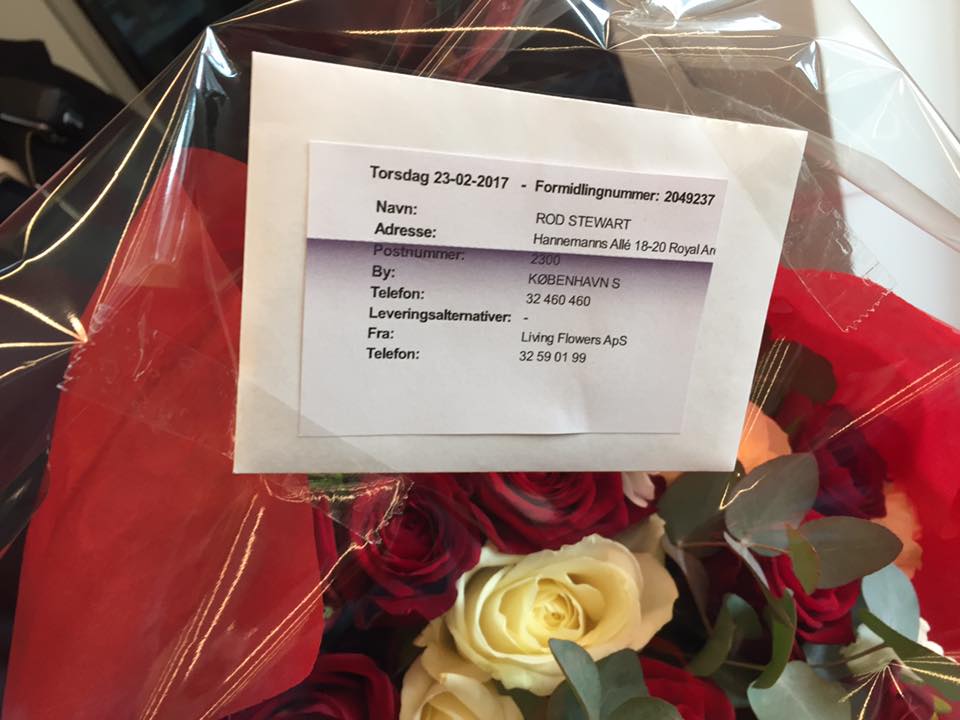 Torsdag 23-02-2017 - Formidlingnummer: 2049237
Navn: ROD STEWART
Adresse: Hannemanns Allé 18-20 Royal
Postnummer: 2300
By: KØBENHAVN S
Telefon: 32 460 460
Leveringsalternativer: -
Fra: Living Flowers ApS
Telefon: 32 59 01 99